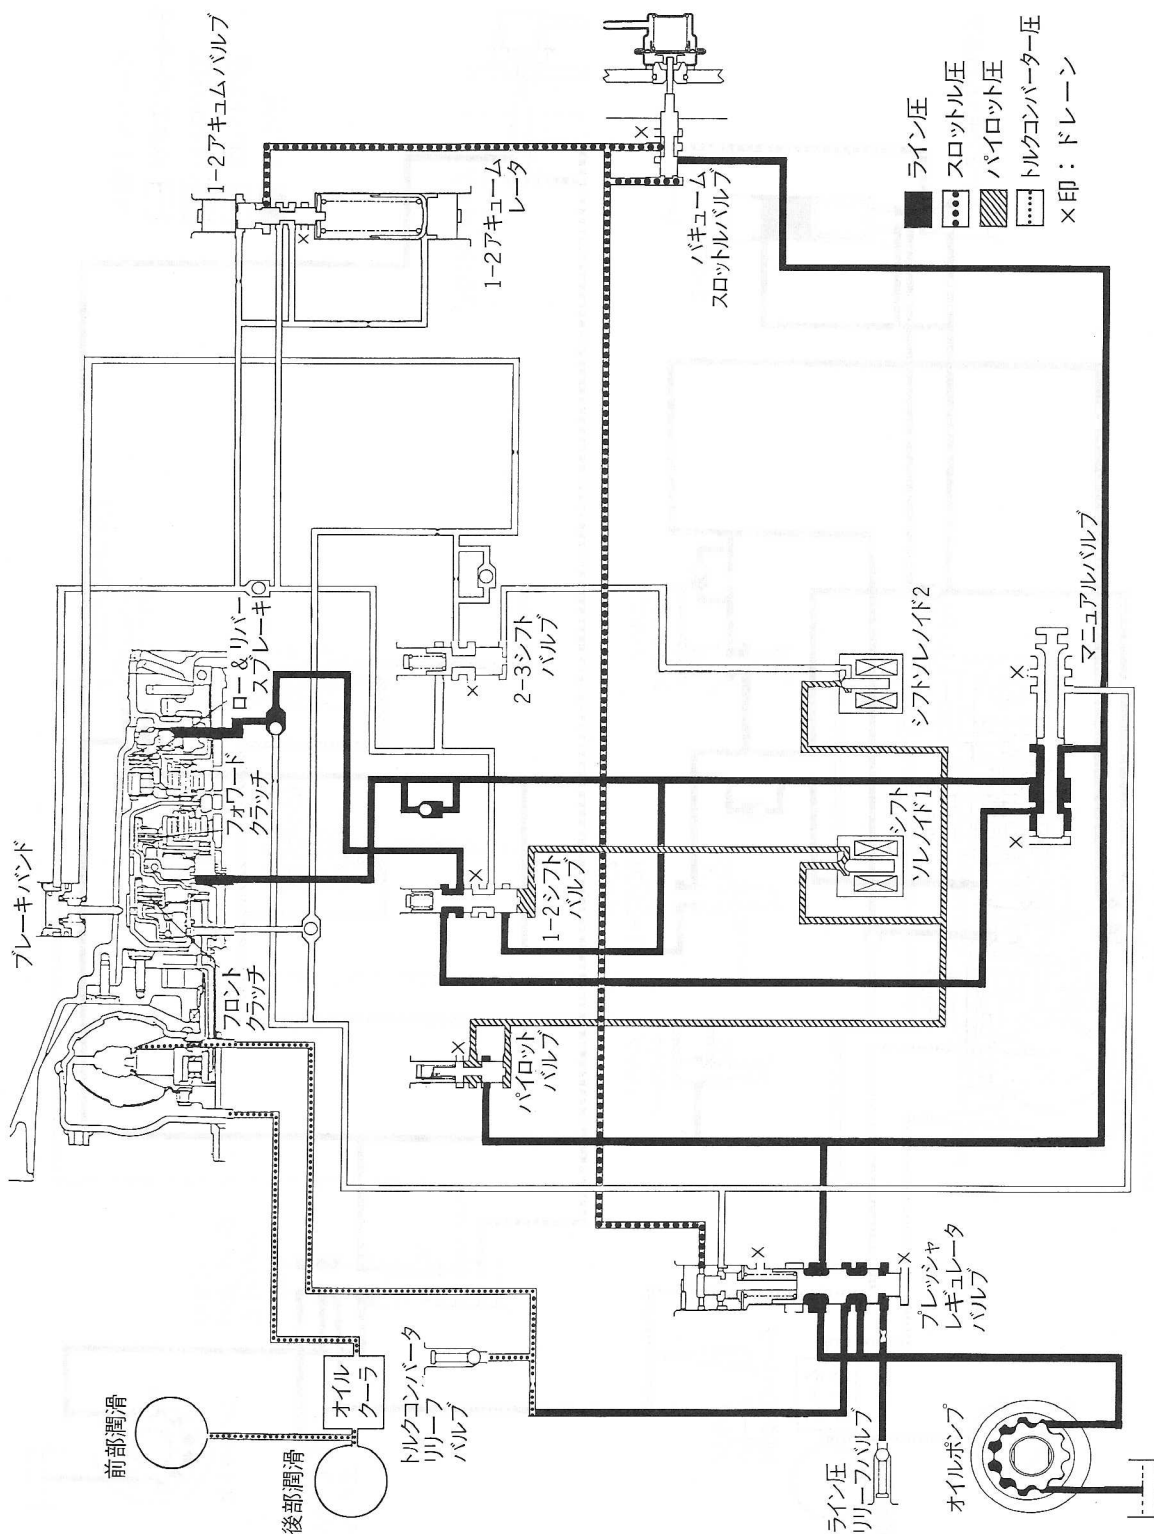 1-2アキュムバルブ
1-2アキューム
レータ
バキューム
スロットルバルブ
ライン圧
スロットル圧
パイロット圧
トルクコンバーター圧
×印：ドレーン
ブレーキバンド
ロー&リバー
スブレーキ
フォワード
クラッチ
フロント
クラッチ
2-3シフト
バルブ
1-2シフト
バルブ
パイロット
バルブ
シフトソレノイド2
シフト
ソレノイド1
マニュアルバルブ
前部潤滑
後部潤滑
オイル
クーラ
トルクコンバータ
リリーフ
バルブ
プレッシャ
レギュレータ
バルブ
ライン圧
リリーフバルブ
オイルポンプ
×
×
×
×
×
×
×
×
×